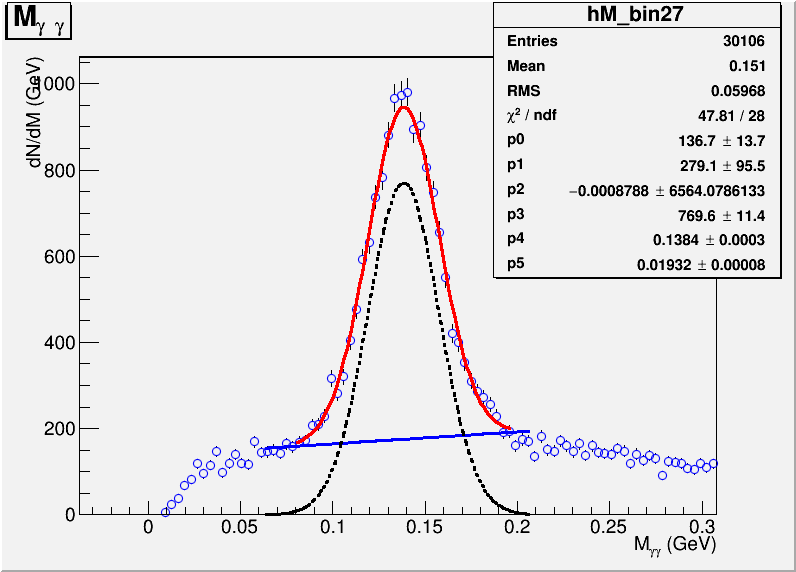 M γ γ
hM_bin27
Entries 30106
Mean 0.151
RMS 0.05968
χ² / ndf 47.81 / 28
p0 136.7 ± 13.7
p1 279.1 ± 95.5
p2 −0.0008788 ± 6564.0786133
p3 769.6 ± 11.4
p4 0.1384 ± 0.0003
p5 0.01932 ± 0.00008
dN/dM (GeV)
1000
800
600
400
200
0
0 0.05 0.1 0.15 0.2 0.25 0.3
M γγ (GeV)